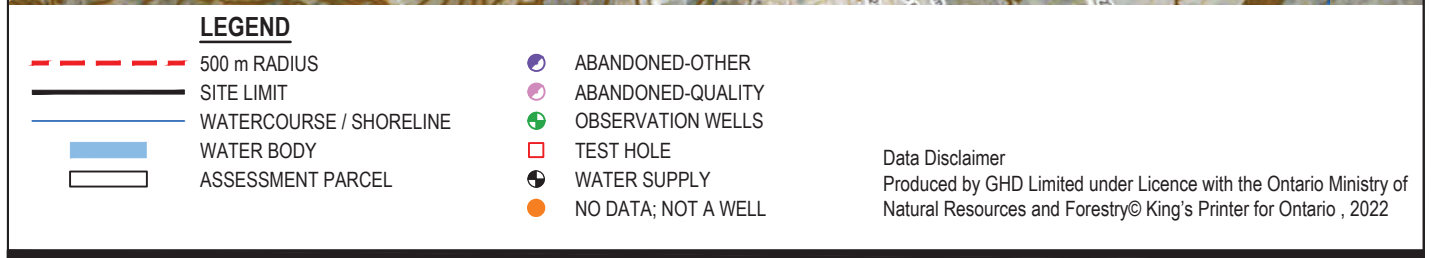 LEGEND
500 m RADIUS
SITE LIMIT
WATERCOURSE / SHORELINE
WATER BODY
ASSESSMENT PARCEL
ABANDONED-OTHER
ABANDONED-QUALITY
OBSERVATION WELLS
TEST HOLE
WATER SUPPLY
NO DATA; NOT A WELL
Data Disclaimer
Produced by GHD Limited under Licence with the Ontario Ministry of
Natural Resources and Forestry© King's Printer for Ontario , 2022